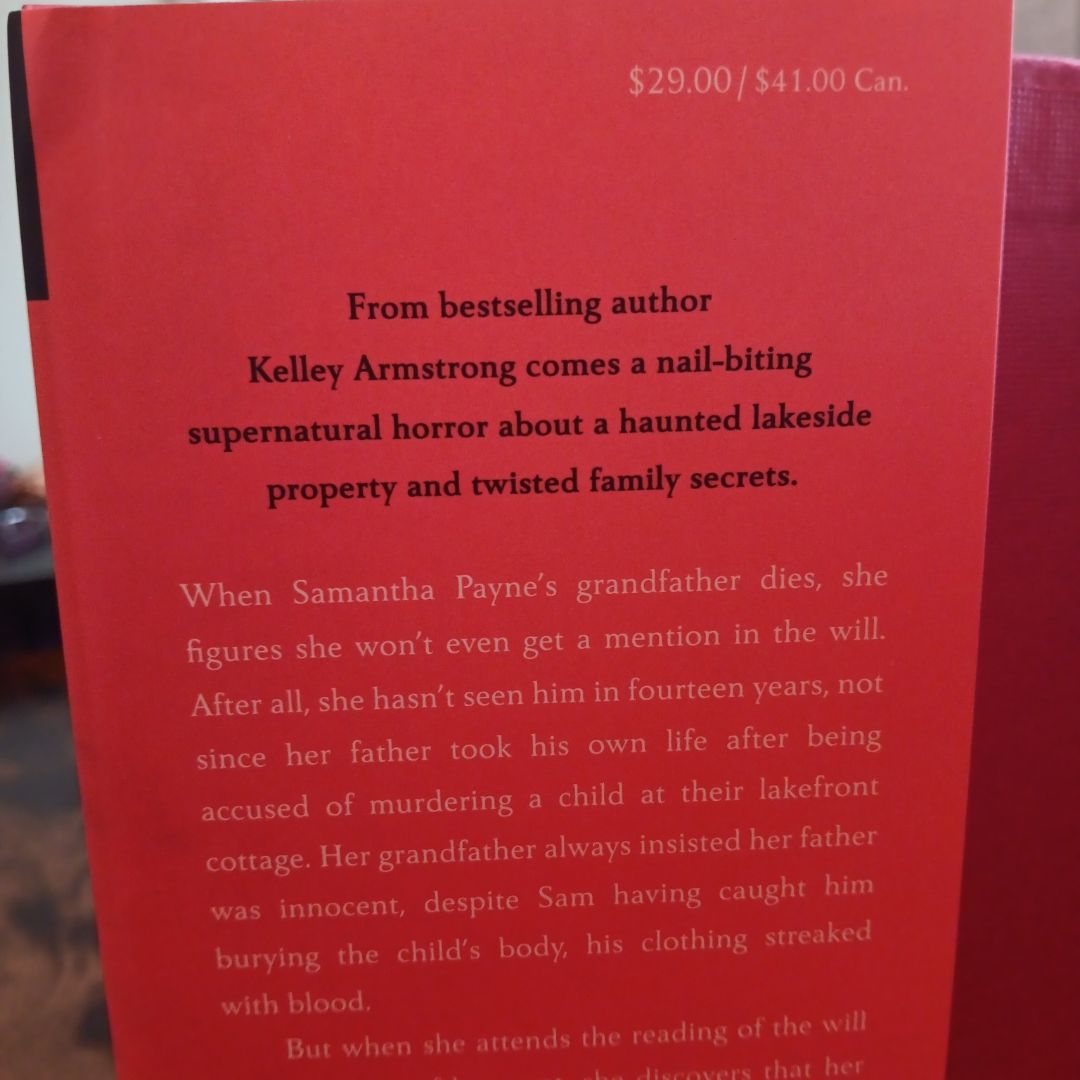 $29.00/$41.00 Can.
From bestselling author
Kelley Armstrong comes a nail-biting
supernatural horror about a haunted lakeside
property and twisted family secrets.
When Samantha Payne's grandfather dies, she
figures she won't even get a mention in the will.
After all, she hasn't seen him in fourteen years, not
since her father took his own life after being
accused of murdering a child at their lakefront
cottage. Her grandfather always insisted her father
was innocent, despite Sam having caught him
burying the child's body, his clothing streaked
with blood.
But when she attends the reading of the will
she discovers that her